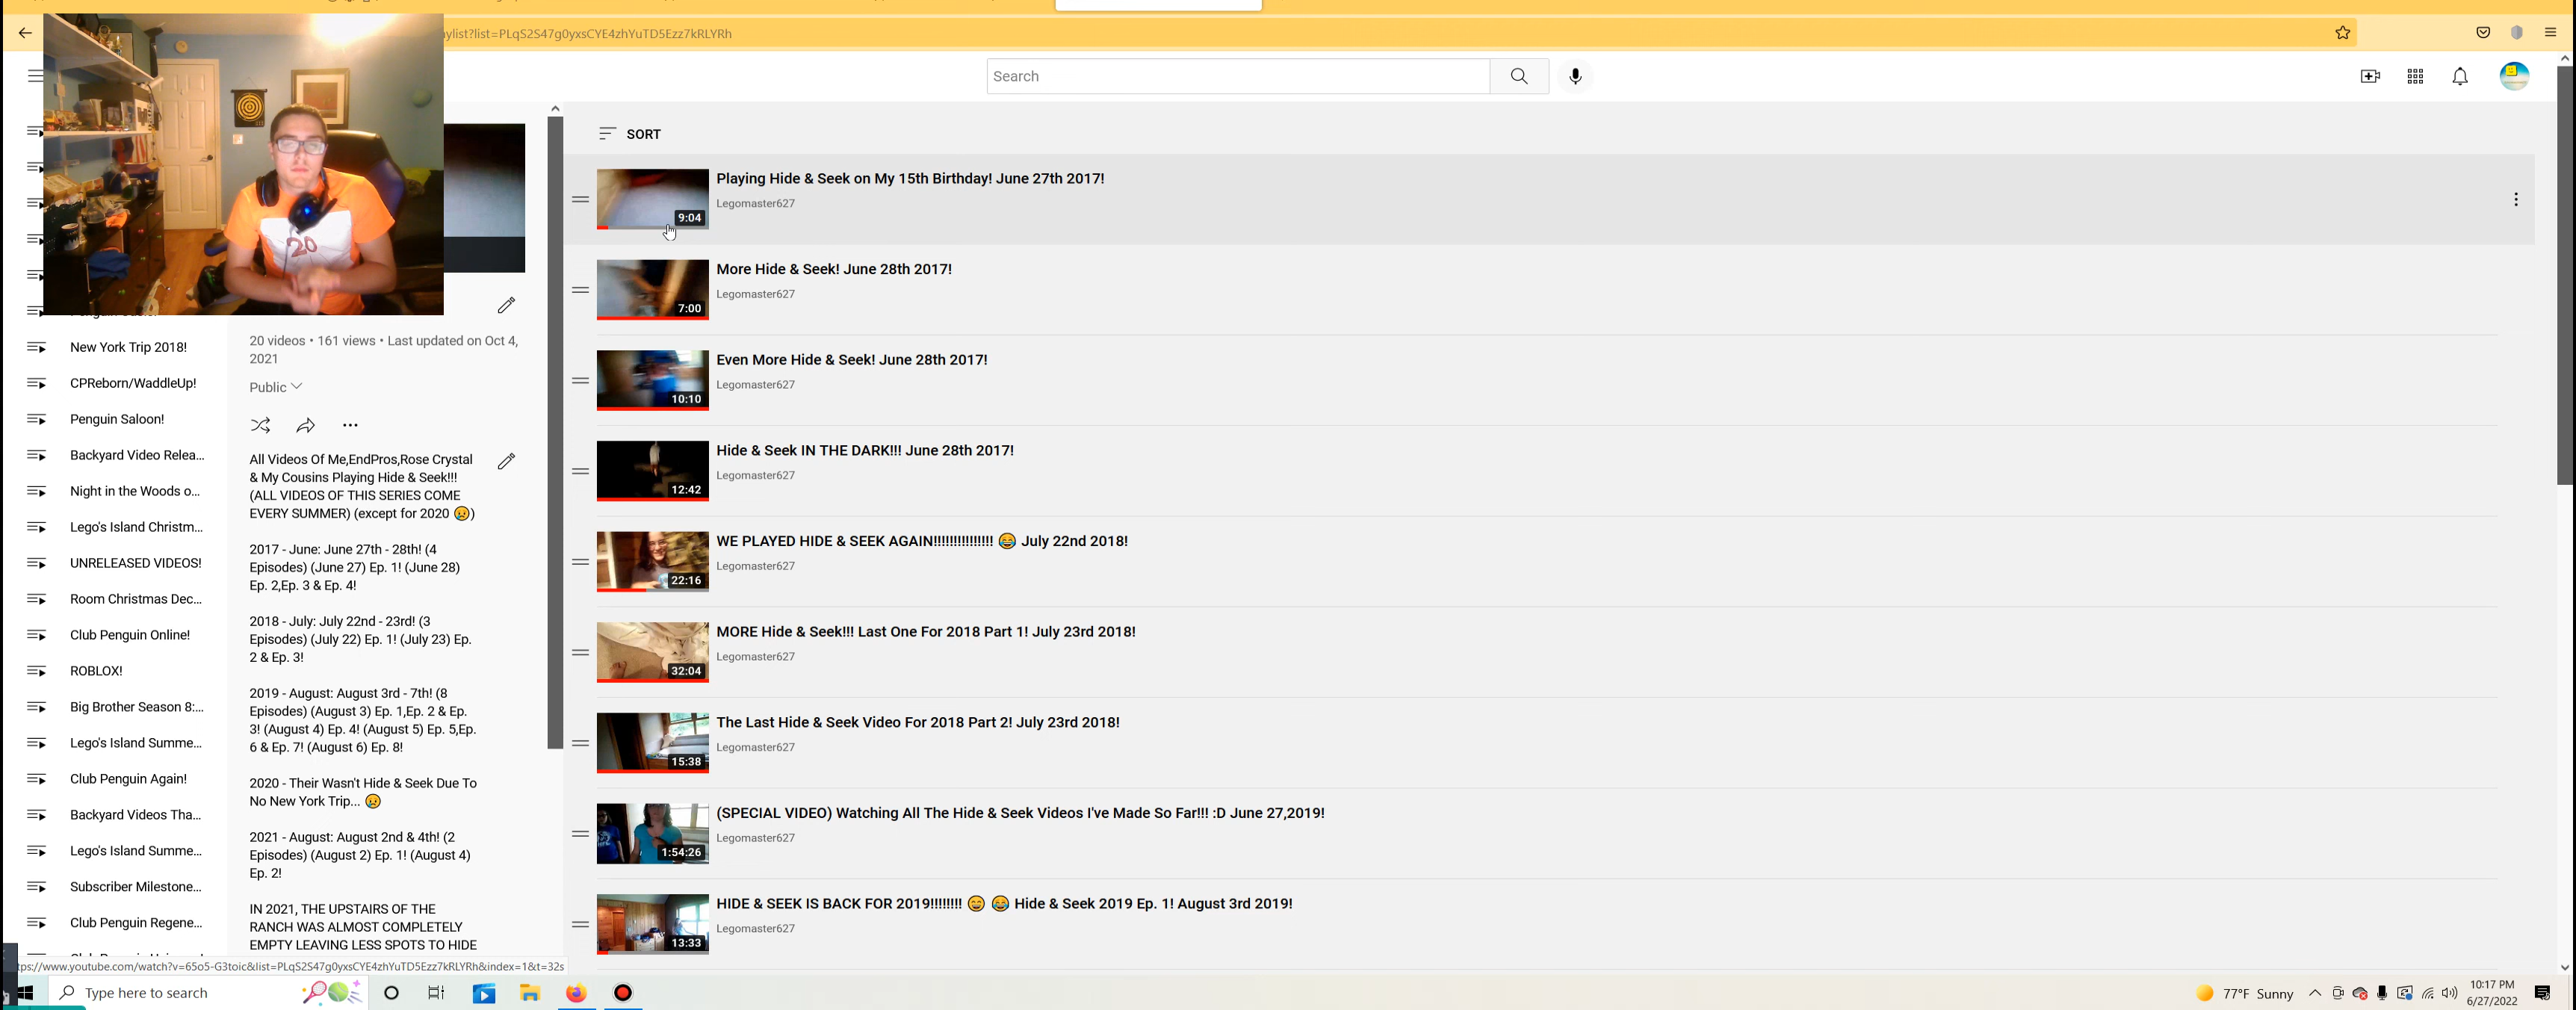 ylist?list=PLqS2S47g0yxsCYE4zhYuTD5Ezz7kRLYRh
Search
20
SORT
New York Trip 2018!
CPReborn/WaddleUp!
Penguin Saloon!
Backyard Video Relea...
Night in the Woods o...
Lego's Island Christm...
UNRELEASED VIDEOS!
Room Christmas Dec...
Club Penguin Online!
ROBLOX!
Big Brother Season 8:...
Lego's Island Summe...
Club Penguin Again!
Backyard Videos Tha...
Lego's Island Summe...
Subscriber Milestone...
Club Penguin Regene...
20 videos • 161 views • Last updated on Oct 4,
2021
Public
All Videos Of Me,EndPros,Rose Crystal
& My Cousins Playing Hide & Seek!!!
(ALL VIDEOS OF THIS SERIES COME
EVERY SUMMER) (except for 2020 😢)
2017 - June: June 27th - 28th! (4
Episodes) (June 27) Ep. 1! (June 28)
Ep. 2,Ep. 3 & Ep. 4!
2018 - July: July 22nd - 23rd! (3
Episodes) (July 22) Ep. 1! (July 23) Ep.
2 & Ep. 3!
2019 - August: August 3rd - 7th! (8
Episodes) (August 3) Ep. 1,Ep. 2 & Ep.
3! (August 4) Ep. 4! (August 5) Ep. 5,Ep.
6 & Ep. 7! (August 6) Ep. 8!
2020 - Their Wasn't Hide & Seek Due To
No New York Trip... 😢
2021 - August: August 2nd & 4th! (2
Episodes) (August 2) Ep. 1! (August 4)
Ep. 2!
IN 2021, THE UPSTAIRS OF THE
RANCH WAS ALMOST COMPLETELY
EMPTY LEAVING LESS SPOTS TO HIDE
Playing Hide & Seek on My 15th Birthday! June 27th 2017!
Legomaster627
9:04
More Hide & Seek! June 28th 2017!
Legomaster627
7:00
Even More Hide & Seek! June 28th 2017!
Legomaster627
10:10
Hide & Seek IN THE DARK!!! June 28th 2017!
Legomaster627
12:42
WE PLAYED HIDE & SEEK AGAIN!!!!!!!!!!!!!!! 😂 July 22nd 2018!
Legomaster627
22:16
MORE Hide & Seek!!! Last One For 2018 Part 1! July 23rd 2018!
Legomaster627
32:04
The Last Hide & Seek Video For 2018 Part 2! July 23rd 2018!
Legomaster627
15:38
(SPECIAL VIDEO) Watching All The Hide & Seek Videos I've Made So Far!!! :D June 27,2019!
Legomaster627
1:54:26
HIDE & SEEK IS BACK FOR 2019!!!!!!!! 😄 😂 Hide & Seek 2019 Ep. 1! August 3rd 2019!
Legomaster627
13:33
tps://www.youtube.com/watch?v=65o5-G3toic&list=PLqS2S47g0yxsCYE4zhYuTD5Ezz7kRLYRh&index=1&t=32s
Type here to search
77°F Sunny
10:17 PM
6/27/2022